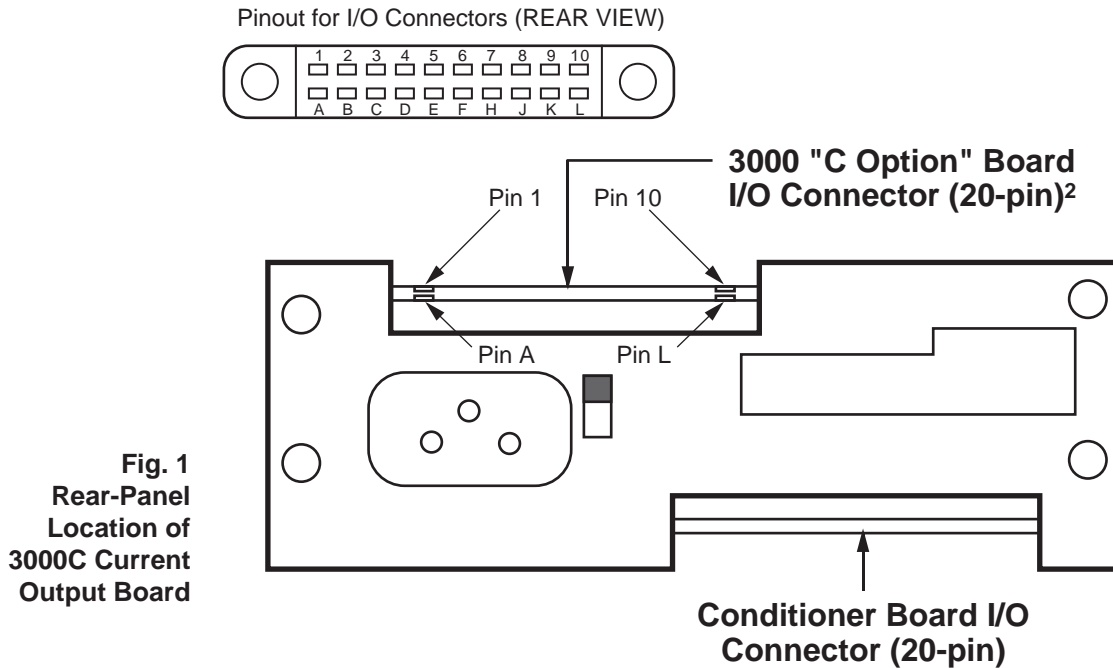 Pinout for I/O Connectors (REAR VIEW)
1 2 3 4 5 6 7 8 9 10
A B C D E F H J K L
3000 "C Option" Board
I/O Connector (20-pin)²
Pin 1 Pin 10
Pin A Pin L
Fig. 1
Rear-Panel
Location of
3000C Current
Output Board
Conditioner Board I/O
Connector (20-pin)